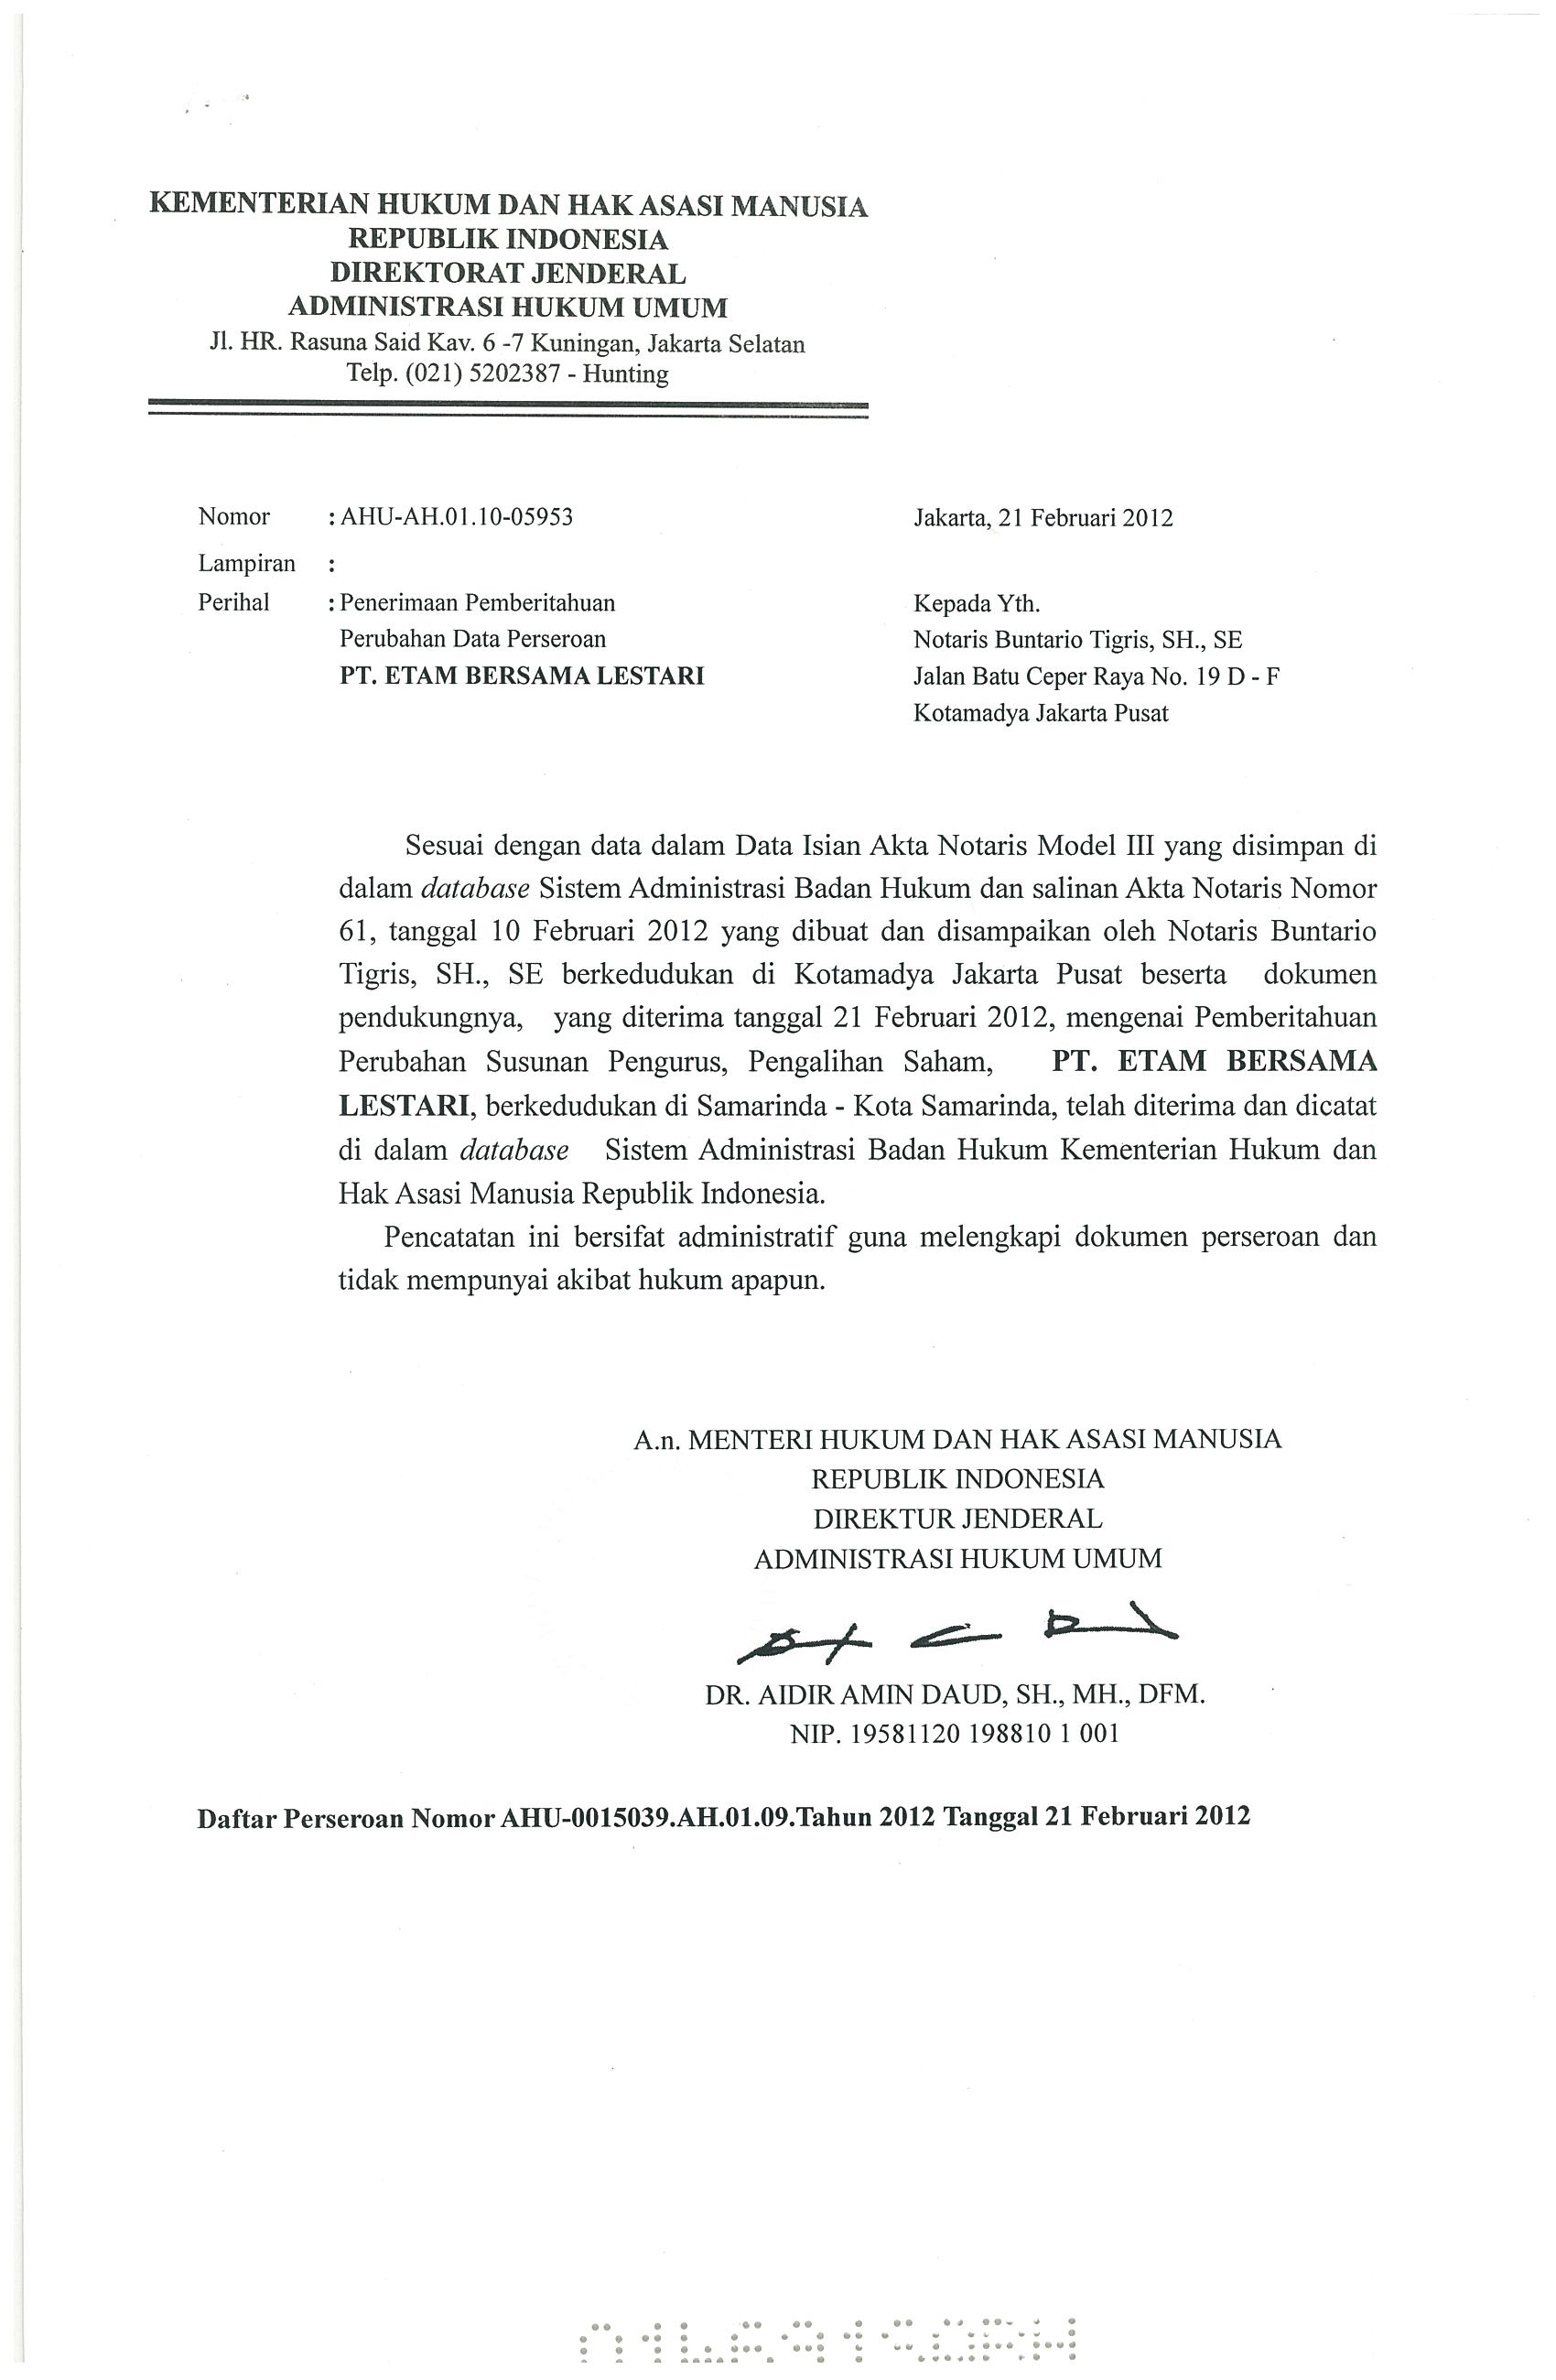 KEMENTERIAN HUKUM DAN HAK ASASI MANUSIA
REPUBLIK INDONESIA
DIREKTORAT JENDERAL
ADMINISTRASI HUKUM UMUM
Jl. HR. Rasuna Said Kav. 6 -7 Kuningan, Jakarta Selatan
Telp. (021) 5202387 - Hunting
Nomor : AHU-AH.01.10-05953
Jakarta, 21 Februari 2012
Lampiran :
Perihal : Penerimaan Pemberitahuan
Perubahan Data Perseroan
PT. ETAM BERSAMA LESTARI
Kepada Yth.
Notaris Buntario Tigris, SH., SE
Jalan Batu Ceper Raya No. 19 D - F
Kotamadya Jakarta Pusat
Sesuai dengan data dalam Data Isian Akta Notaris Model III yang disimpan di
dalam database Sistem Administrasi Badan Hukum dan salinan Akta Notaris Nomor
61, tanggal 10 Februari 2012 yang dibuat dan disampaikan oleh Notaris Buntario
Tigris, SH., SE berkedudukan di Kotamadya Jakarta Pusat beserta dokumen
pendukungnya, yang diterima tanggal 21 Februari 2012, mengenai Pemberitahuan
Perubahan Susunan Pengurus, Pengalihan Saham, PT. ETAM BERSAMA
LESTARI, berkedudukan di Samarinda - Kota Samarinda, telah diterima dan dicatat
di dalam database Sistem Administrasi Badan Hukum Kementerian Hukum dan
Hak Asasi Manusia Republik Indonesia.
Pencatatan ini bersifat administratif guna melengkapi dokumen perseroan dan
tidak mempunyai akibat hukum apapun.
A.n. MENTERI HUKUM DAN HAK ASASI MANUSIA
REPUBLIK INDONESIA
DIREKTUR JENDERAL
ADMINISTRASI HUKUM UMUM
DR. AIDIR AMIN DAUD, SH., MH., DFM.
NIP. 19581120 198810 1 001
Daftar Perseroan Nomor AHU-0015039.AH.01.09.Tahun 2012 Tanggal 21 Februari 2012